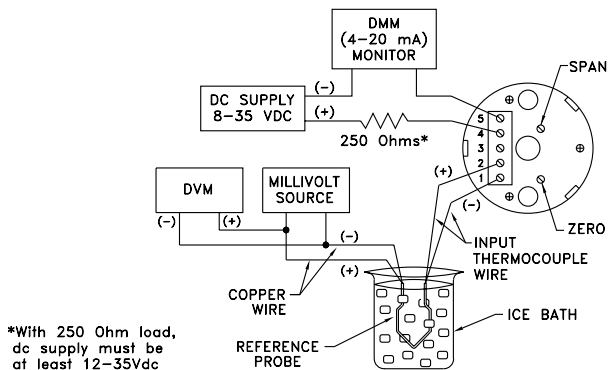 DMM
(4-20 mA)
MONITOR
SPAN
(-)
DC SUPPLY
8-35 VDC
(+)
250 Ohms*
5
4
3
2
1
(+)
(-)
DVM
MILLIVOLT
SOURCE
(-)
(+)
ZERO
(-)
INPUT
THERMOCOUPLE
WIRE
(+)
COPPER
WIRE
ICE BATH
REFERENCE
PROBE
*With 250 Ohm load,
dc supply must be
at least 12-35Vdc